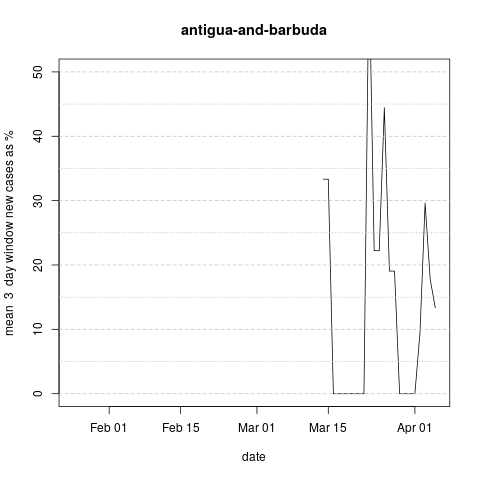 antigua-and-barbuda
mean 3 day window new cases as %
50
40
30
20
10
0
Feb 01 Feb 15 Mar 01 Mar 15 Apr 01
date